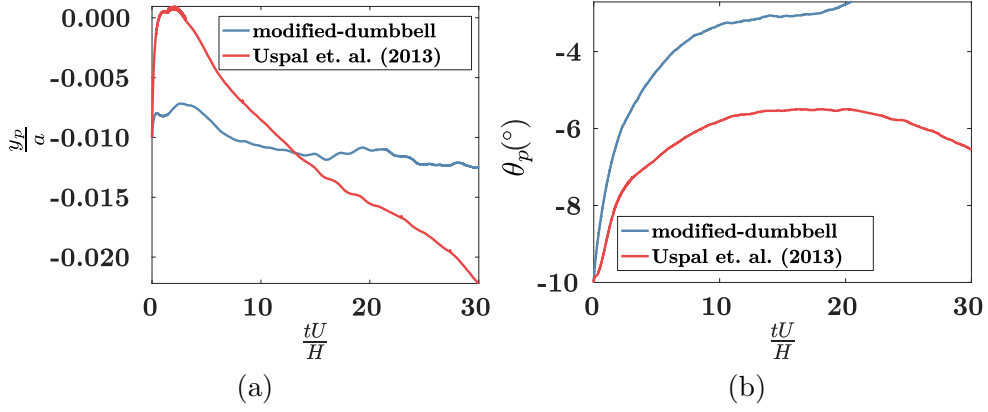 0.000
-0.005
-0.010
-0.015
-0.020
y_p/a
modified-dumbbell
Uspal et. al. (2013)
0 10 20 30
tU/H
(a)
-4
-6
-8
-10
θ_p(°)
modified-dumbbell
Uspal et. al. (2013)
0 10 20 30
tU/H
(b)